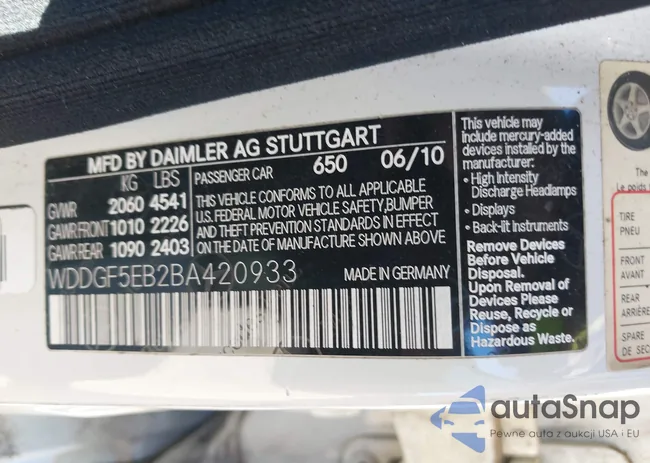 MFD BY DAIMLER AG STUTTGART
KG LBS
GVWR 2060 4541
GAWR FRONT 1010 2226
GAWR REAR 1090 2403
PASSENGER CAR 650 06/10
THIS VEHICLE CONFORMS TO ALL APPLICABLE
U.S. FEDERAL MOTOR VEHICLE SAFETY, BUMPER
AND THEFT PREVENTION STANDARDS IN EFFECT
ON THE DATE OF MANUFACTURE SHOWN ABOVE.
WDDGF5EB2BA420933
MADE IN GERMANY
This vehicle may
include mercury-added
devices installed by the
manufacturer:
• High Intensity
Discharge Headlamps
• Displays
• Back-lit instruments
Remove Devices
Before Vehicle
Disposal.
Upon Removal of
Devices Please
Reuse, Recycle or
Dispose as
Hazardous Waste.
The
Le poids
TIRE
PNEU
FRONT
AVANT
REAR
ARRIÈRE
SPARE
DE SEC
autaSnap
Pewne auta z aukcji USA i EU